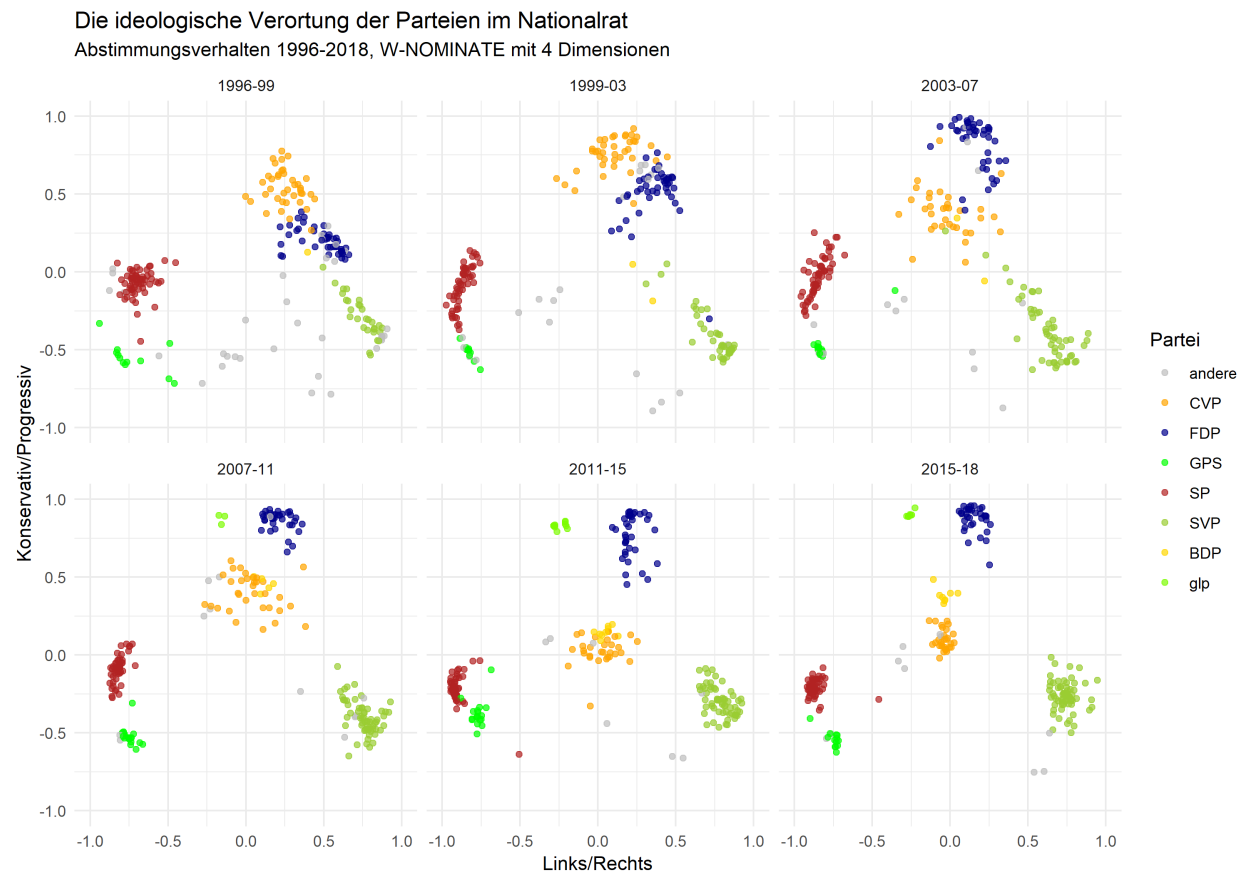 Die ideologische Verortung der Parteien im Nationalrat
Abstimmungsverhalten 1996-2018, W-NOMINATE mit 4 Dimensionen
1996-99
1999-03
2003-07
1.0
0.5
0.0
-0.5
-1.0
2007-11
2011-15
2015-18
1.0
0.5
0.0
-0.5
-1.0
-1.0 -0.5 0.0 0.5 1.0
-1.0 -0.5 0.0 0.5 1.0
-1.0 -0.5 0.0 0.5 1.0
Konservativ/Progressiv
Links/Rechts
Partei
andere
CVP
FDP
GPS
SP
SVP
BDP
glp